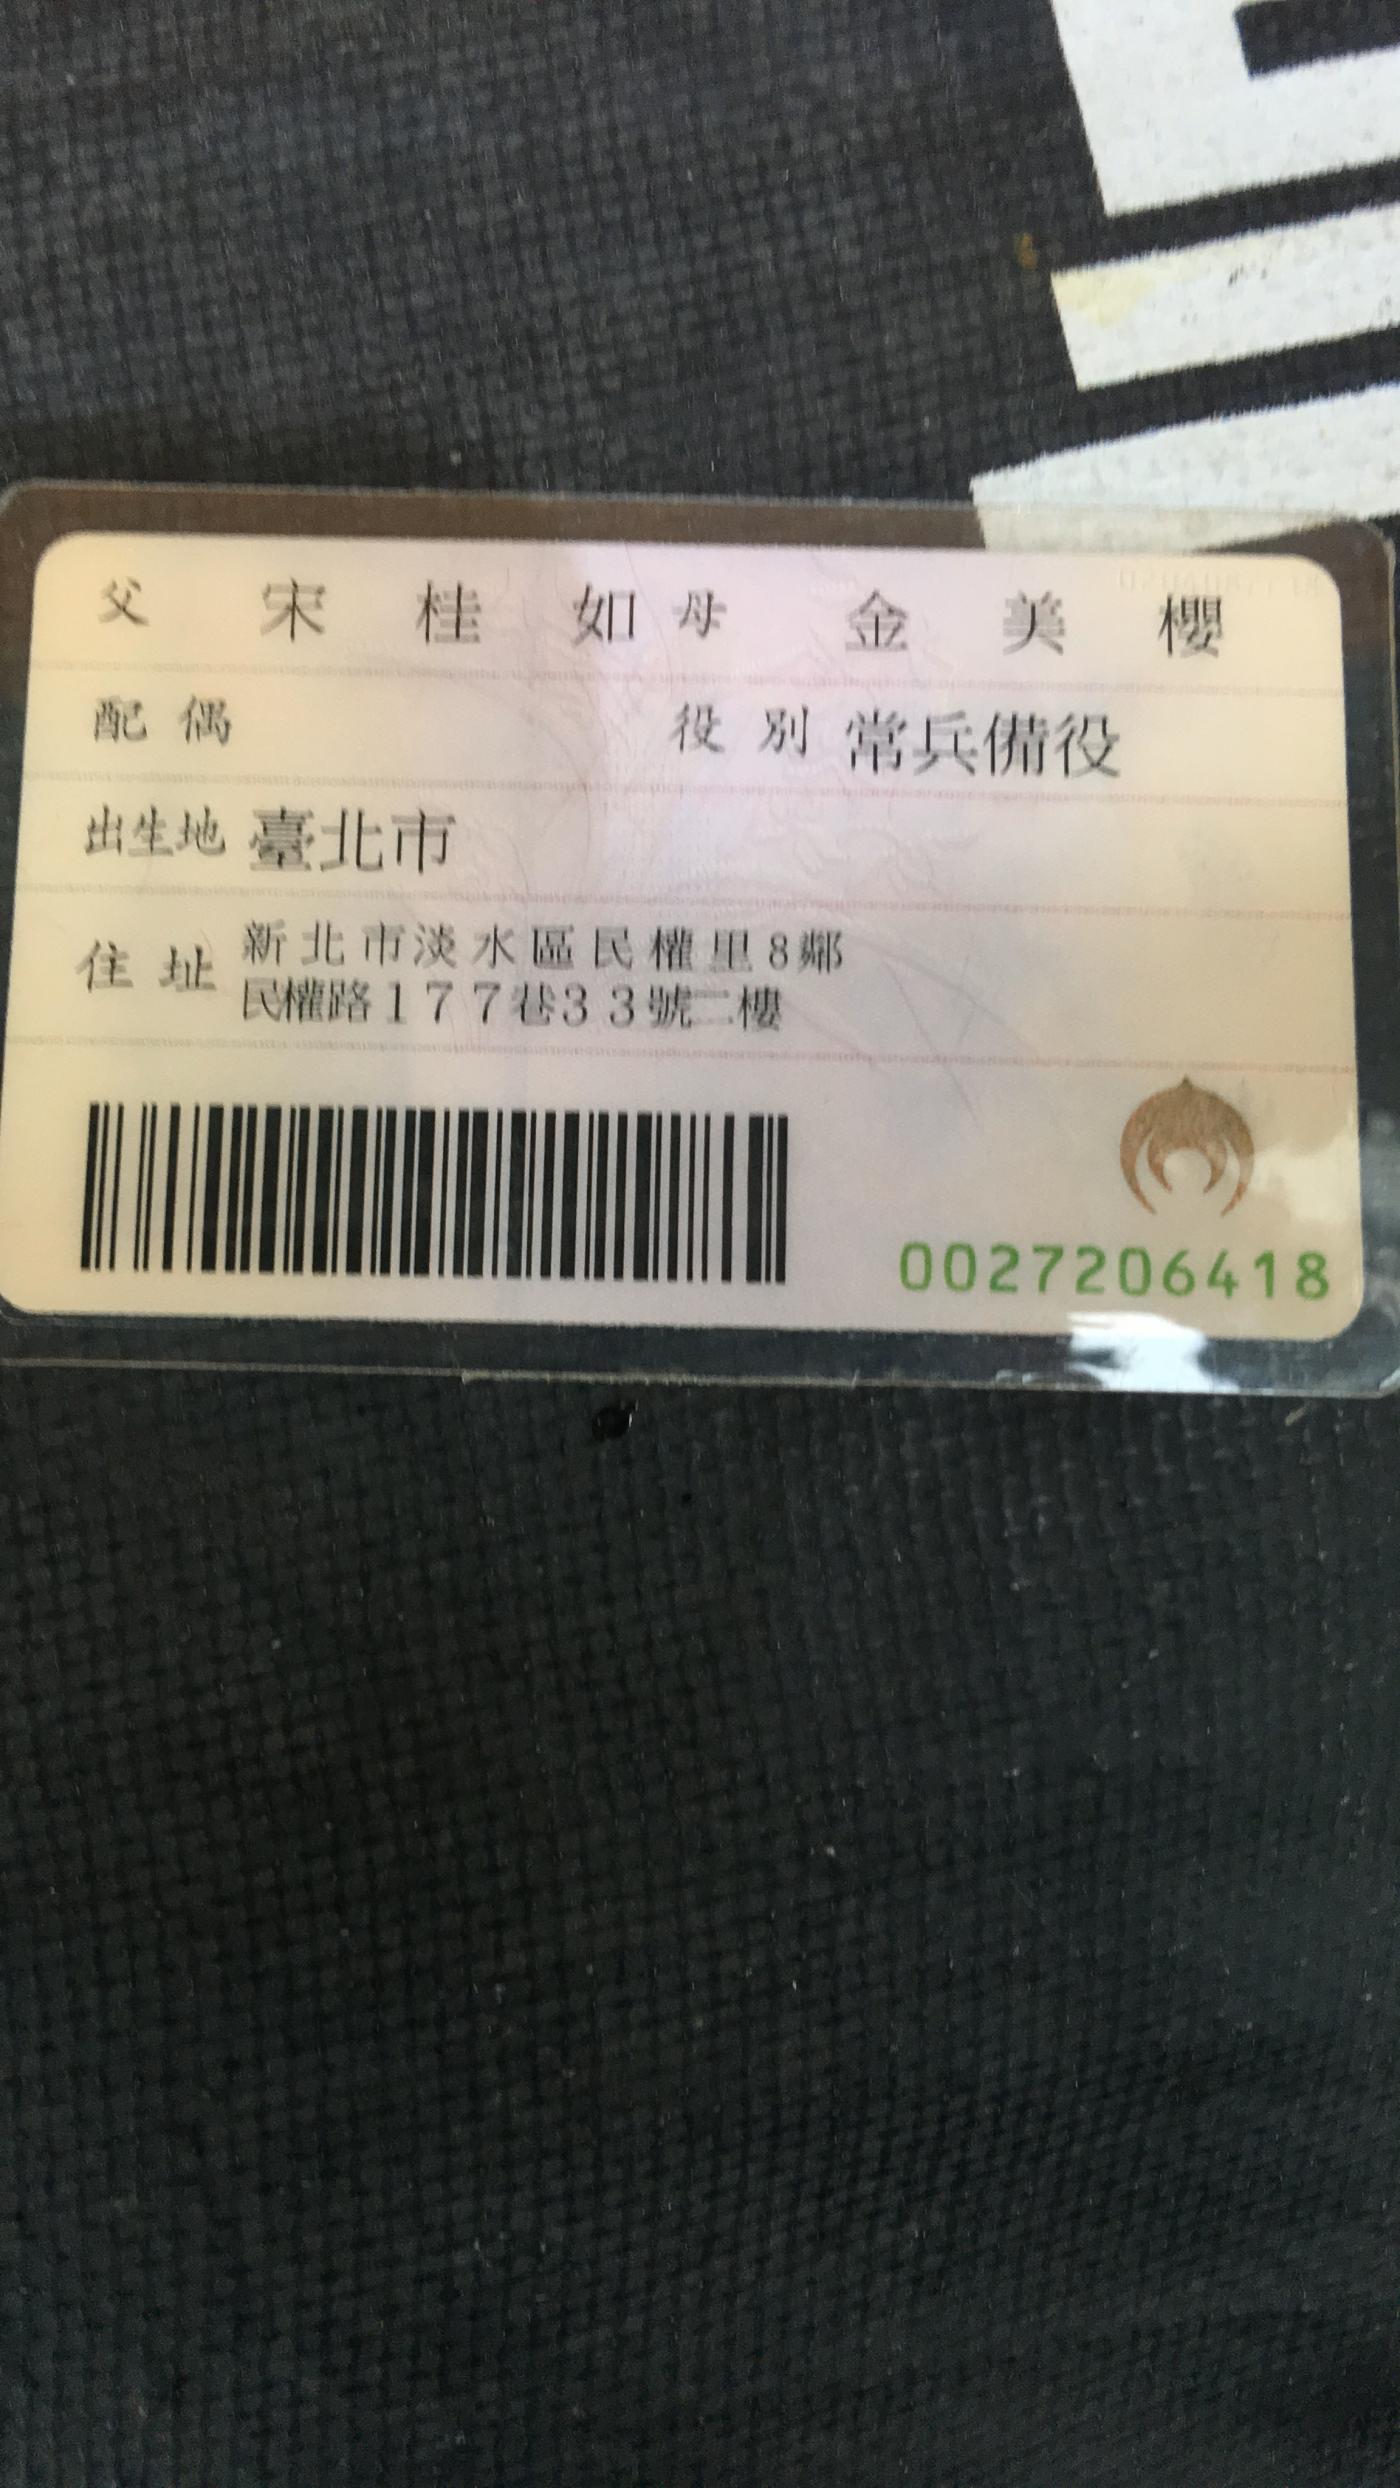 父 宋桂如 母 金美櫻
配偶 役別 常兵備役
出生地 臺北市
住址 新北市淡水區民權里8鄰
民權路177巷33號二樓
0027206418